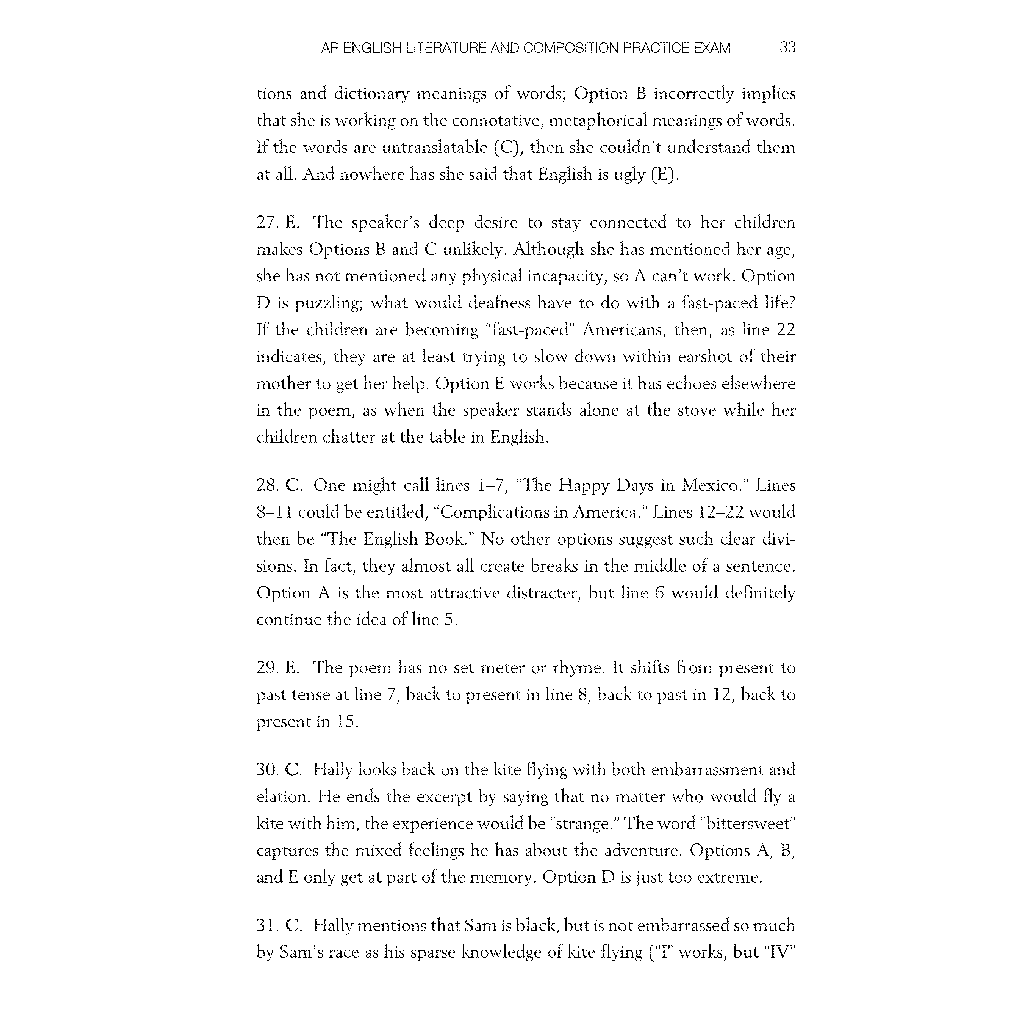 AP ENGLISH LITERATURE AND COMPOSITION PRACTICE EXAM 33
tions and dictionary meanings of words; Option B incorrectly implies
that she is working on the connotative, metaphorical meanings of words.
If the words are untranslatable (C), then she couldn't understand them
at all. And nowhere has she said that English is ugly (E).
27. E. The speaker's deep desire to stay connected to her children
makes Options B and C unlikely. Although she has mentioned her age,
she has not mentioned any physical incapacity, so A can't work. Option
D is puzzling; what would deafness have to do with a fast-paced life?
If the children are becoming "fast-paced" Americans, then, as line 22
indicates, they are at least trying to slow down within earshot of their
mother to get her help. Option E works because it has echoes elsewhere
in the poem, as when the speaker stands alone at the stove while her
children chatter at the table in English.
28. C. One might call lines 1–7, "The Happy Days in Mexico." Lines
8–11 could be entitled, "Complications in America." Lines 12–22 would
then be "The English Book." No other options suggest such clear divi-
sions. In fact, they almost all create breaks in the middle of a sentence.
Option A is the most attractive distracter, but line 6 would definitely
continue the idea of line 5.
29. E. The poem has no set meter or rhyme. It shifts from present to
past tense at line 7, back to present in line 8, back to past in 12, back to
present in 15.
30. C. Hally looks back on the kite flying with both embarrassment and
elation. He ends the excerpt by saying that no matter who would fly a
kite with him, the experience would be "strange." The word "bittersweet"
captures the mixed feelings he has about the adventure. Options A, B,
and E only get at part of the memory. Option D is just too extreme.
31. C. Hally mentions that Sam is black, but is not embarrassed so much
by Sam's race as his sparse knowledge of kite flying ("I" works, but "IV"